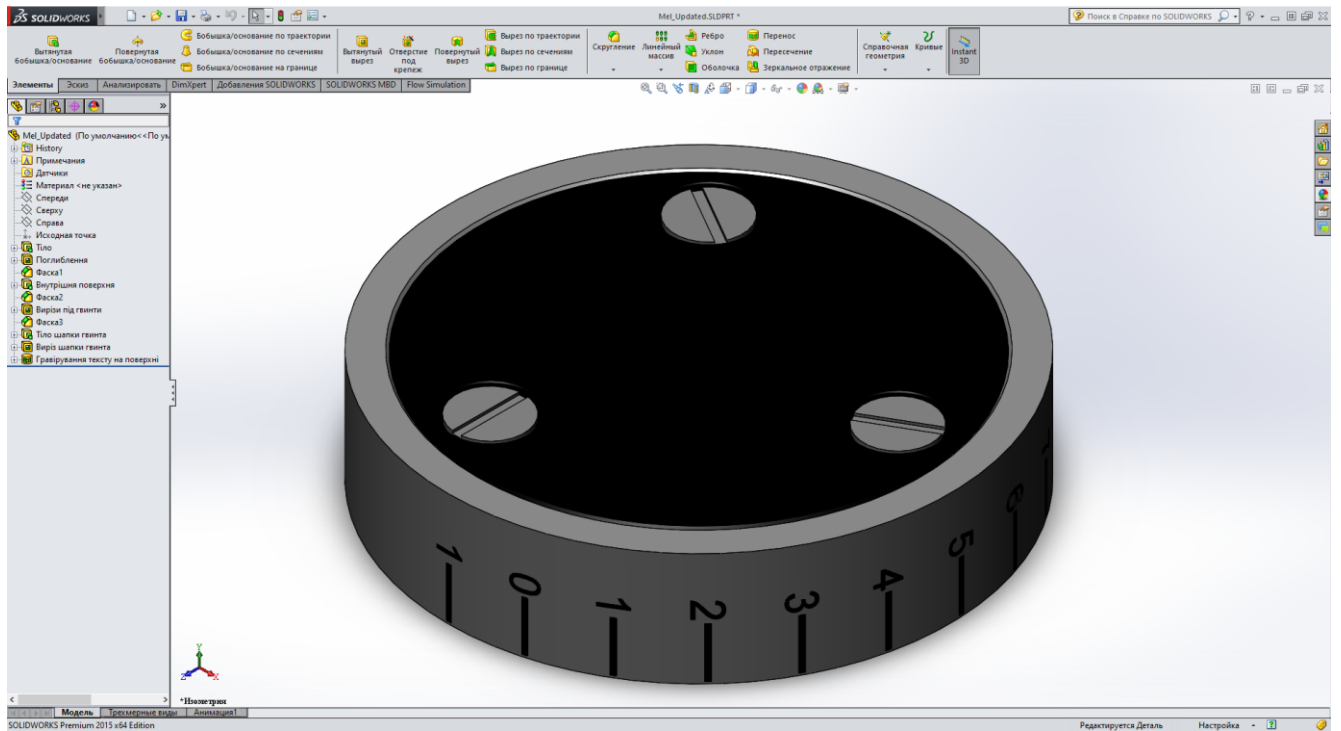 SOLIDWORKS
Mel_Updated.SLDPRT *
Поиск в Справке по SOLIDWORKS
Вытянутая бобышка/основание
Повернутая бобышка/основание
Бобышка/основание по траектории
Бобышка/основание по сечениям
Бобышка/основание на границе
Вытянутый вырез
Отверстие под крепеж
Повернутый вырез
Вырез по траектории
Вырез по сечениям
Вырез по границе
Скругление
Линейный массив
Ребро
Уклон
Оболочка
Перенос
Пересечение
Зеркальное отражение
Справочная геометрия
Кривые
Instant 3D
Элементы Эскиз Анализировать DimXpert Добавления SOLIDWORKS SOLIDWORKS MBD Flow Simulation
Mel_Updated (По умолчанию<<По ум
History
Примечания
Датчики
Материал <не указан>
Спереди
Сверху
Справа
Исходная точка
Тіло
Поглиблення
Фаска1
Внутрішня поверхня
Фаска2
Вирізи під гвинти
Фаска3
Тіло шапки гвинта
Виріз шапки гвинта
Гравірування тексту на поверхні
1 0 1 2 3 4 5 6
Y
Z X
*Изометрия
Модель Трехмерные виды Анимация1
SOLIDWORKS Premium 2015 x64 Edition
Редактируется Деталь Настройка